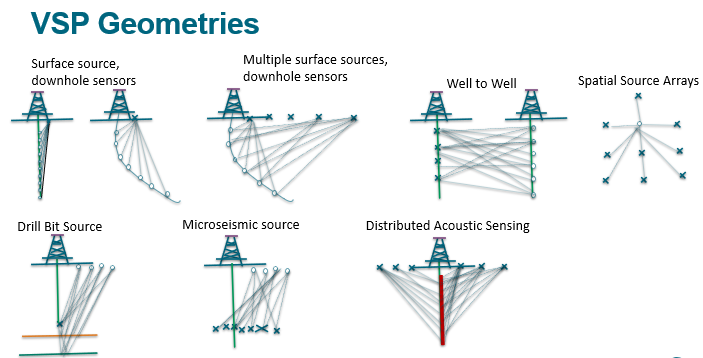 VSP Geometries
Surface source,
downhole sensors
Multiple surface sources,
downhole sensors
Well to Well
Spatial Source Arrays
Drill Bit Source
Microseismic source
Distributed Acoustic Sensing